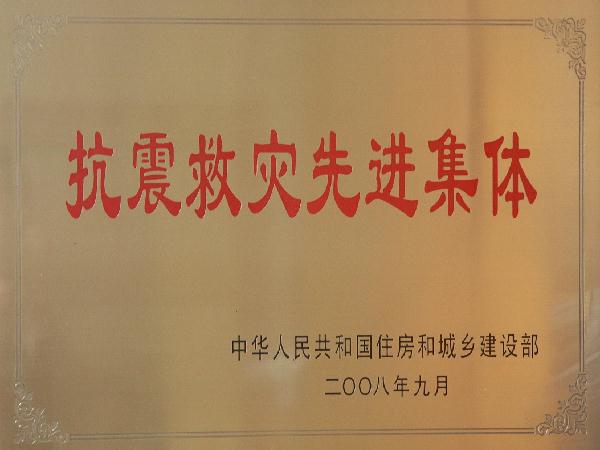 抗震救灾先进集体
中华人民共和国住房和城乡建设部
二〇〇八年九月